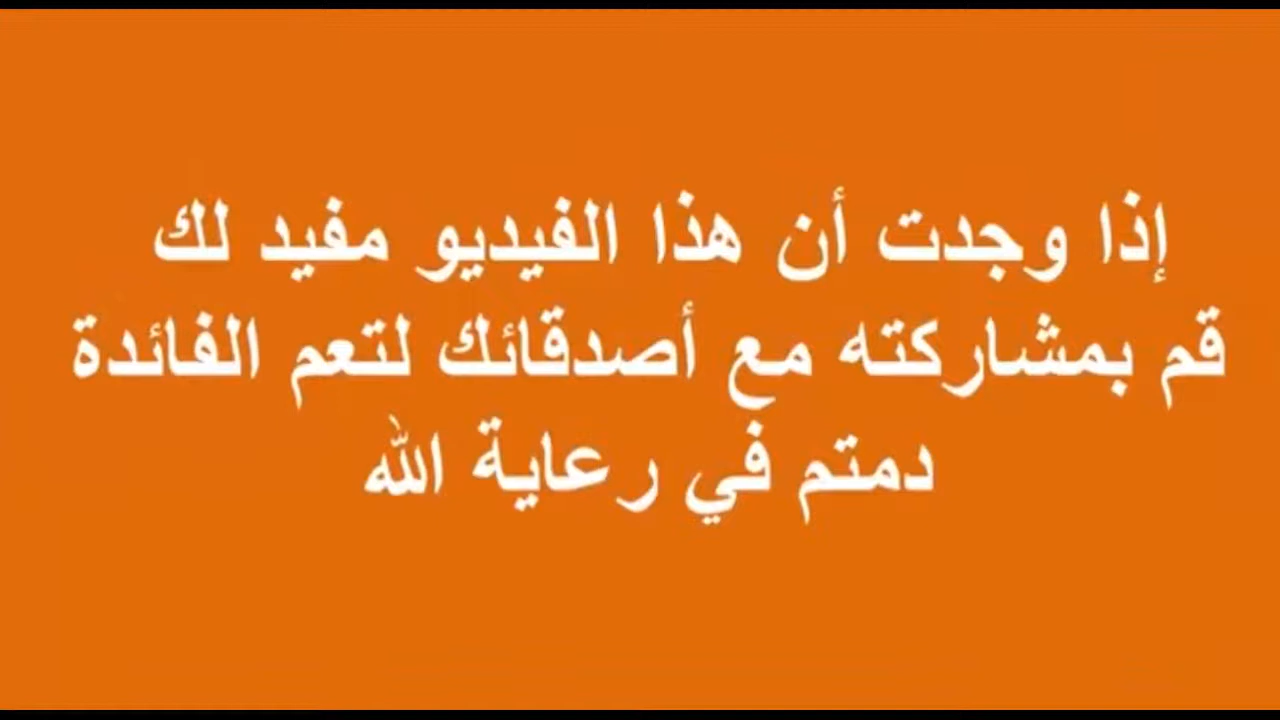 إذا وجدت أن هذا الفيديو مفيد لك
قم بمشاركته مع أصدقائك لتعم الفائدة
دمتم في رعاية الله